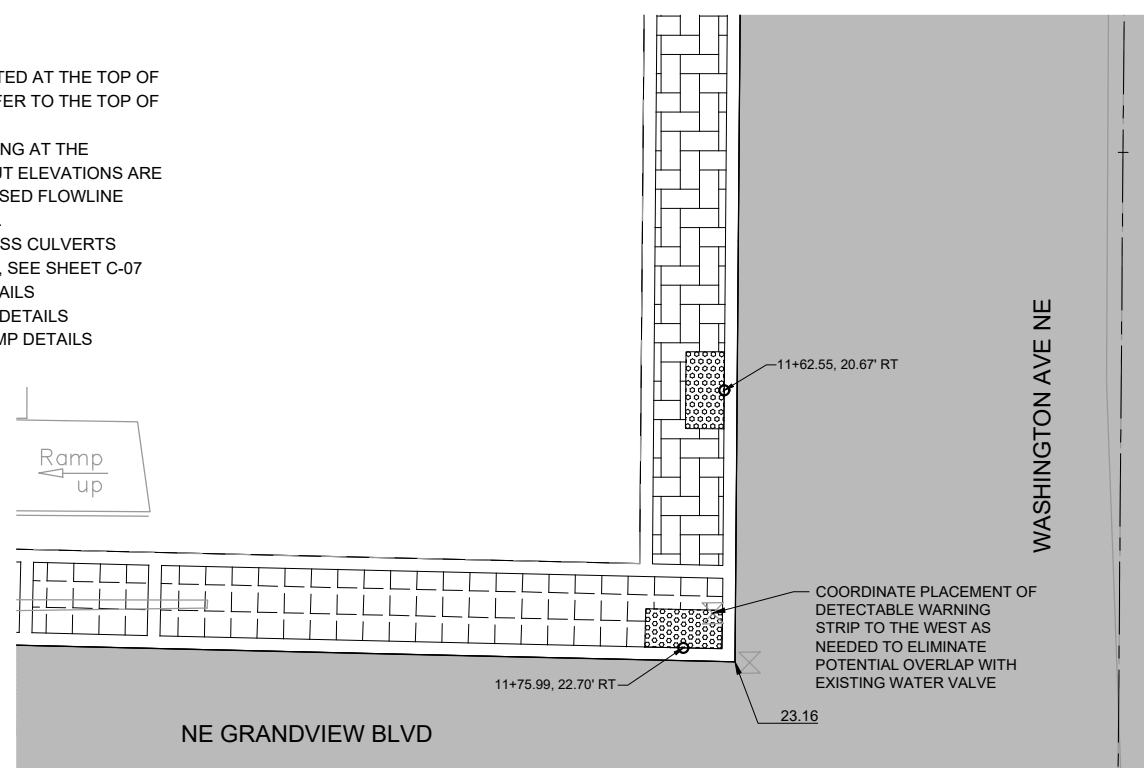 TED AT THE TOP OF
FER TO THE TOP OF
NG AT THE
UT ELEVATIONS ARE
SED FLOWLINE
SS CULVERTS
, SEE SHEET C-07
AILS
DETAILS
MP DETAILS
Ramp
up
11+62.55, 20.67' RT
WASHINGTON AVE NE
COORDINATE PLACEMENT OF
DETECTABLE WARNING
STRIP TO THE WEST AS
NEEDED TO ELIMINATE
POTENTIAL OVERLAP WITH
EXISTING WATER VALVE
11+75.99, 22.70' RT
23.16
NE GRANDVIEW BLVD